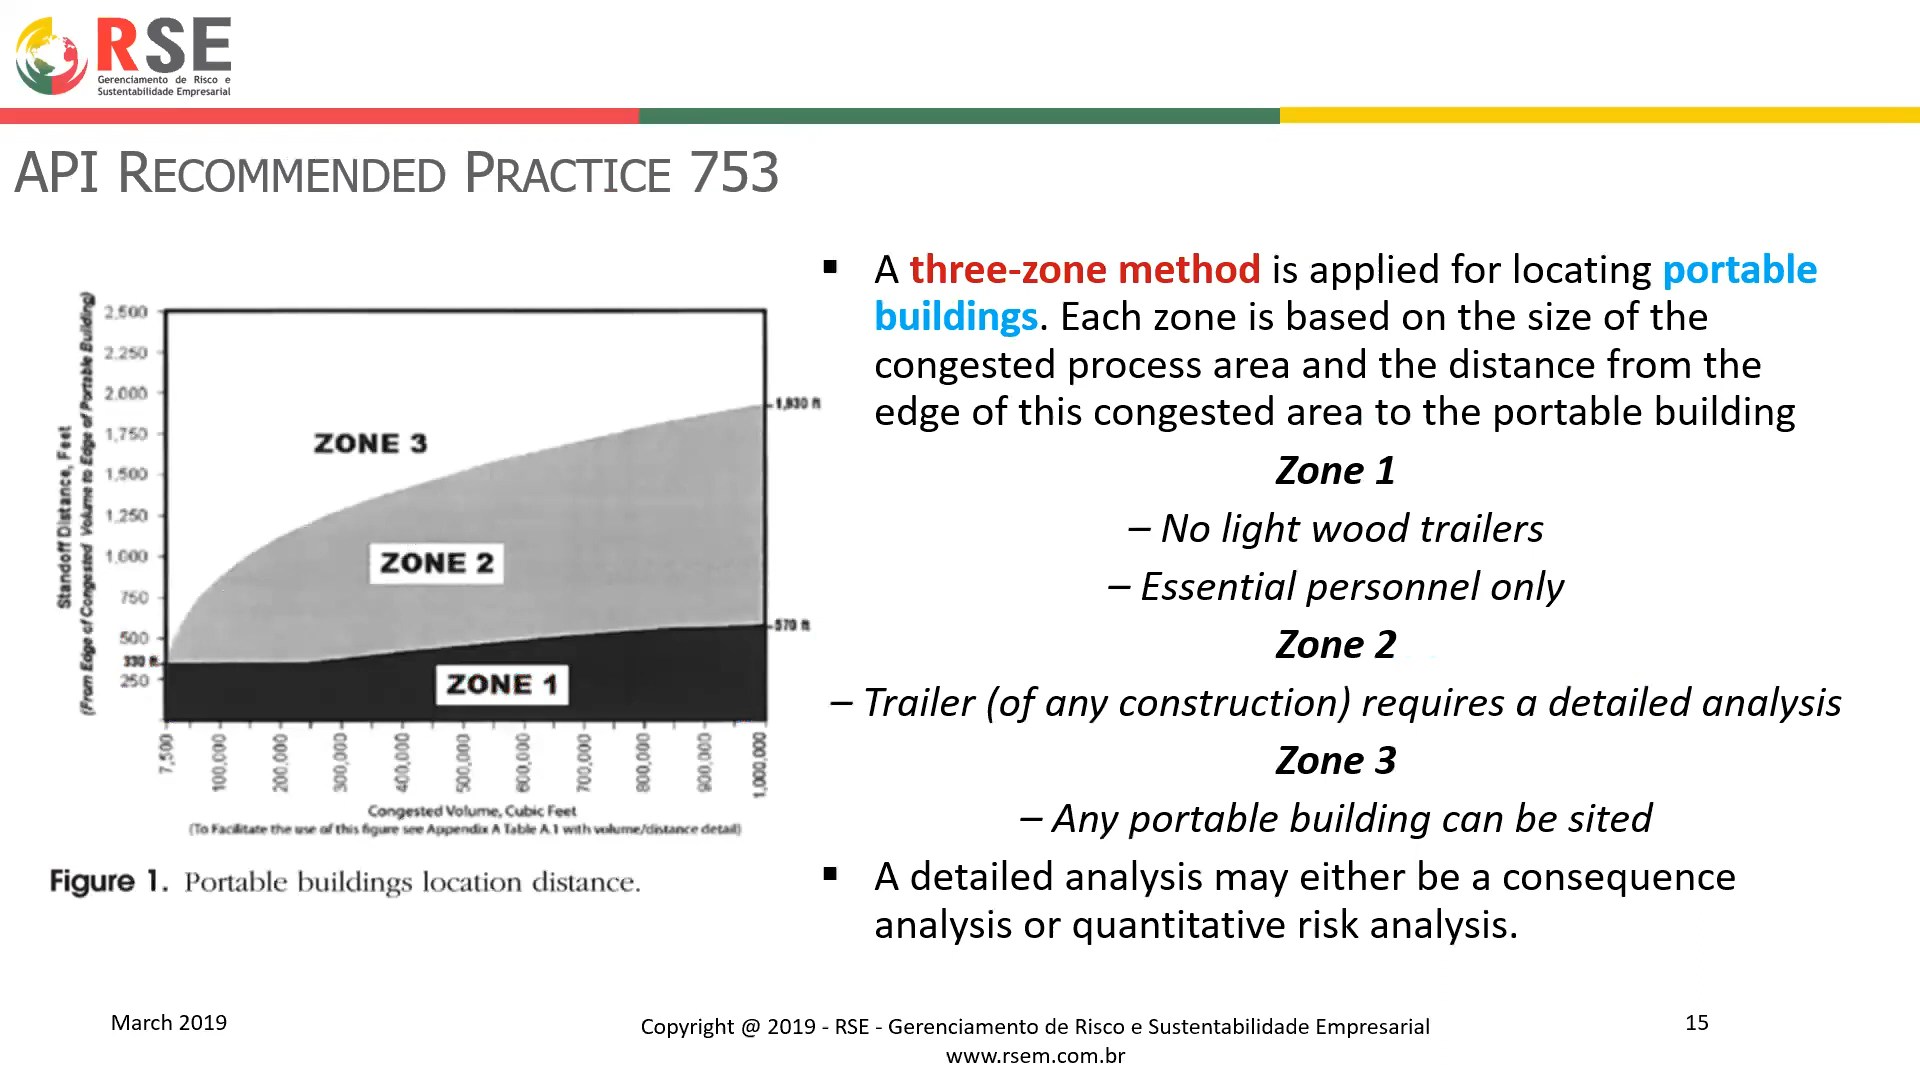 RSE
Gerenciamento de Risco e
Sustentabilidade Empresarial
API RECOMMENDED PRACTICE 753
Standoff Distance, Feet
(From Edge of Congested Volume to Edge of Portable Building)
2,500
2,250
2,000
1,750
1,500
1,250
1,000
750
500
330 ft
250
ZONE 3
ZONE 2
ZONE 1
1,930 ft
570 ft
7,500
100,000
200,000
300,000
400,000
500,000
600,000
700,000
800,000
900,000
1,000,000
Congested Volume, Cubic Feet
(To Facilitate the use of this figure see Appendix A Table A.1 with volume/distance detail)
Figure 1. Portable buildings location distance.
▪ A three-zone method is applied for locating portable
buildings. Each zone is based on the size of the
congested process area and the distance from the
edge of this congested area to the portable building
Zone 1
– No light wood trailers
– Essential personnel only
Zone 2
– Trailer (of any construction) requires a detailed analysis
Zone 3
– Any portable building can be sited
▪ A detailed analysis may either be a consequence
analysis or quantitative risk analysis.
March 2019
Copyright @ 2019 - RSE - Gerenciamento de Risco e Sustentabilidade Empresarial
www.rsem.com.br
15